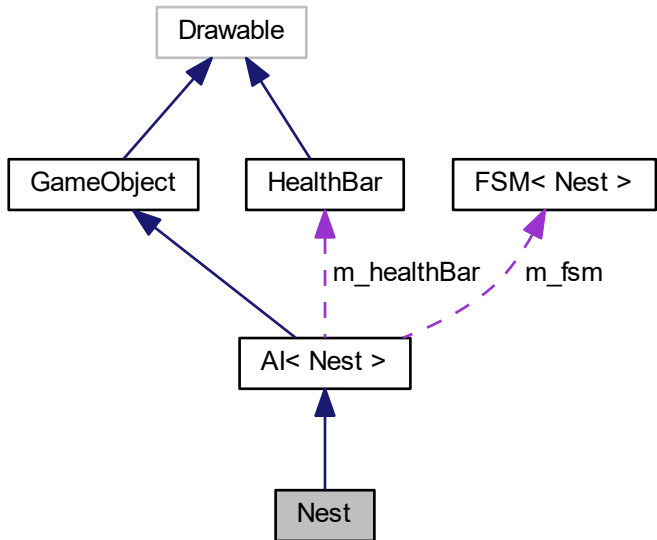 Drawable
GameObject
HealthBar
FSM< Nest >
m_healthBar
m_fsm
AI< Nest >
Nest